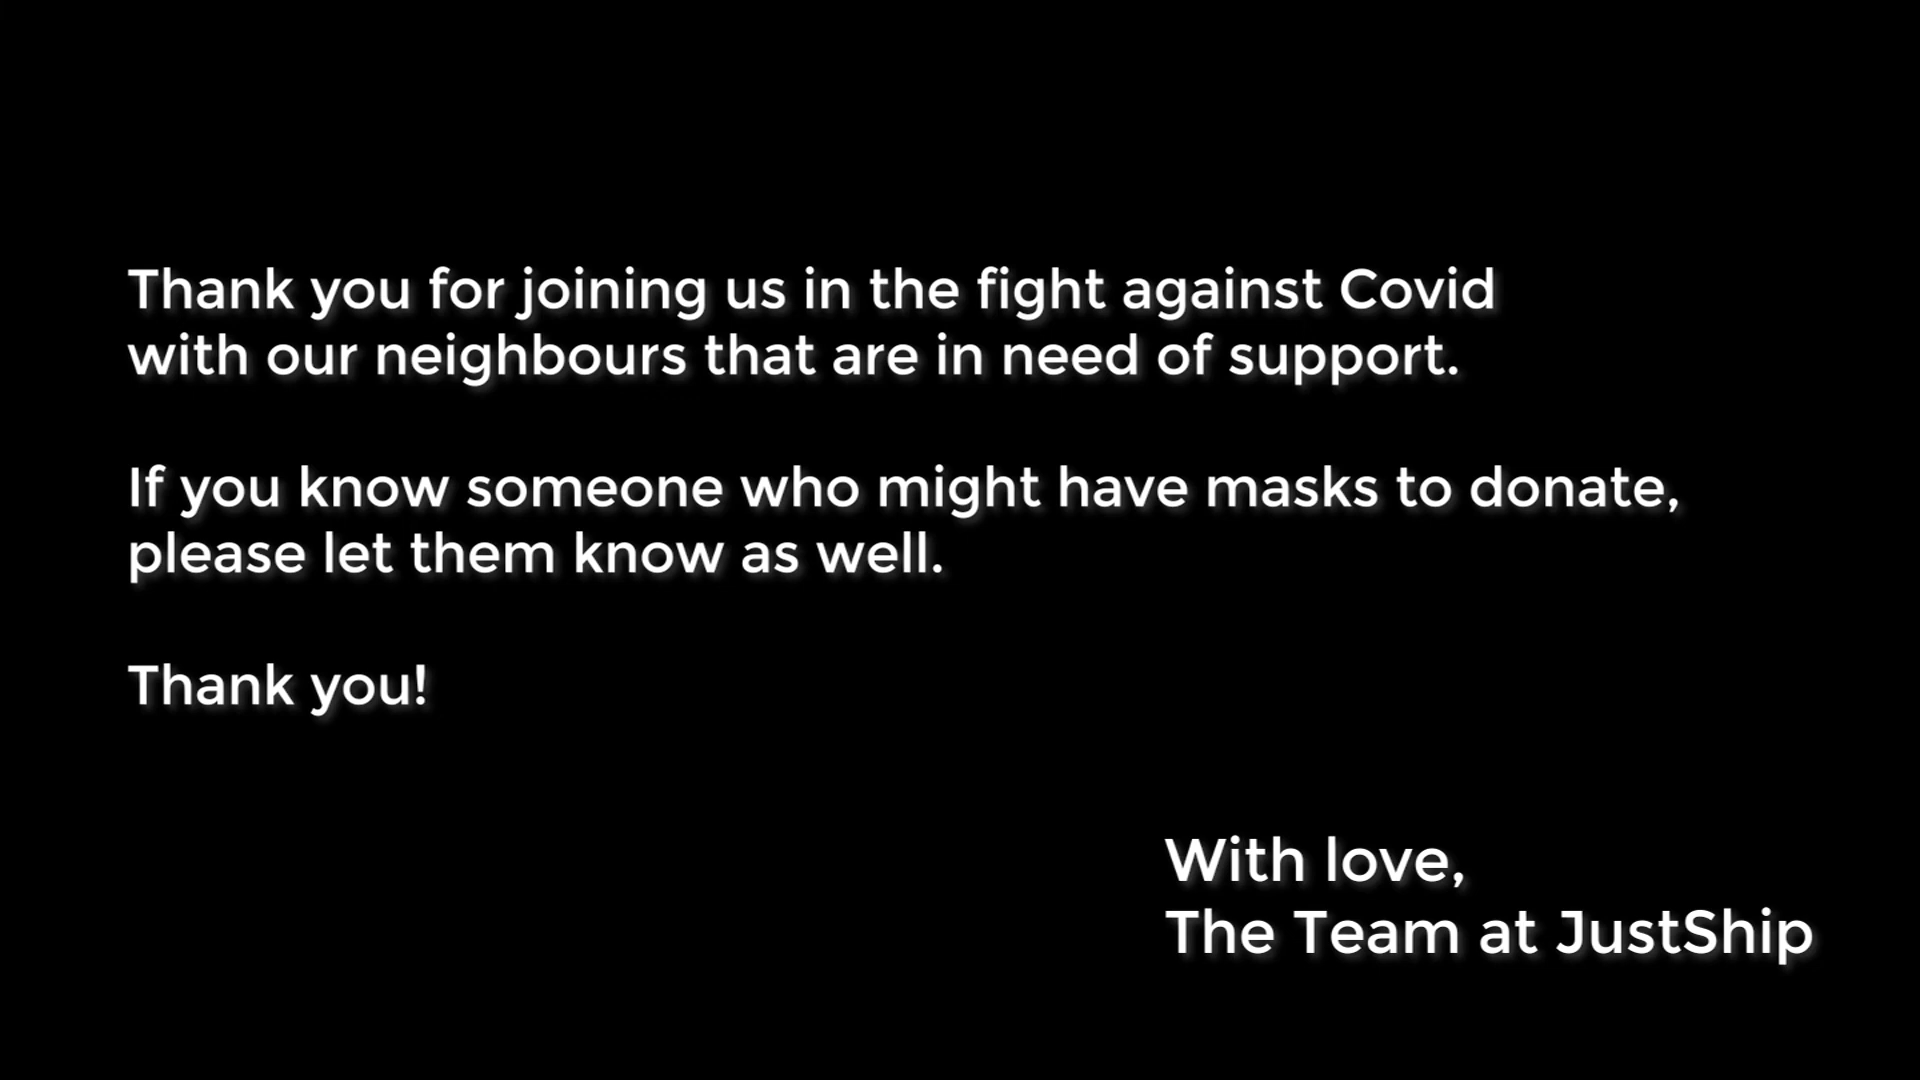 Thank you for joining us in the fight against Covid
with our neighbours that are in need of support.
If you know someone who might have masks to donate,
please let them know as well.
Thank you!
With love,
The Team at JustShip